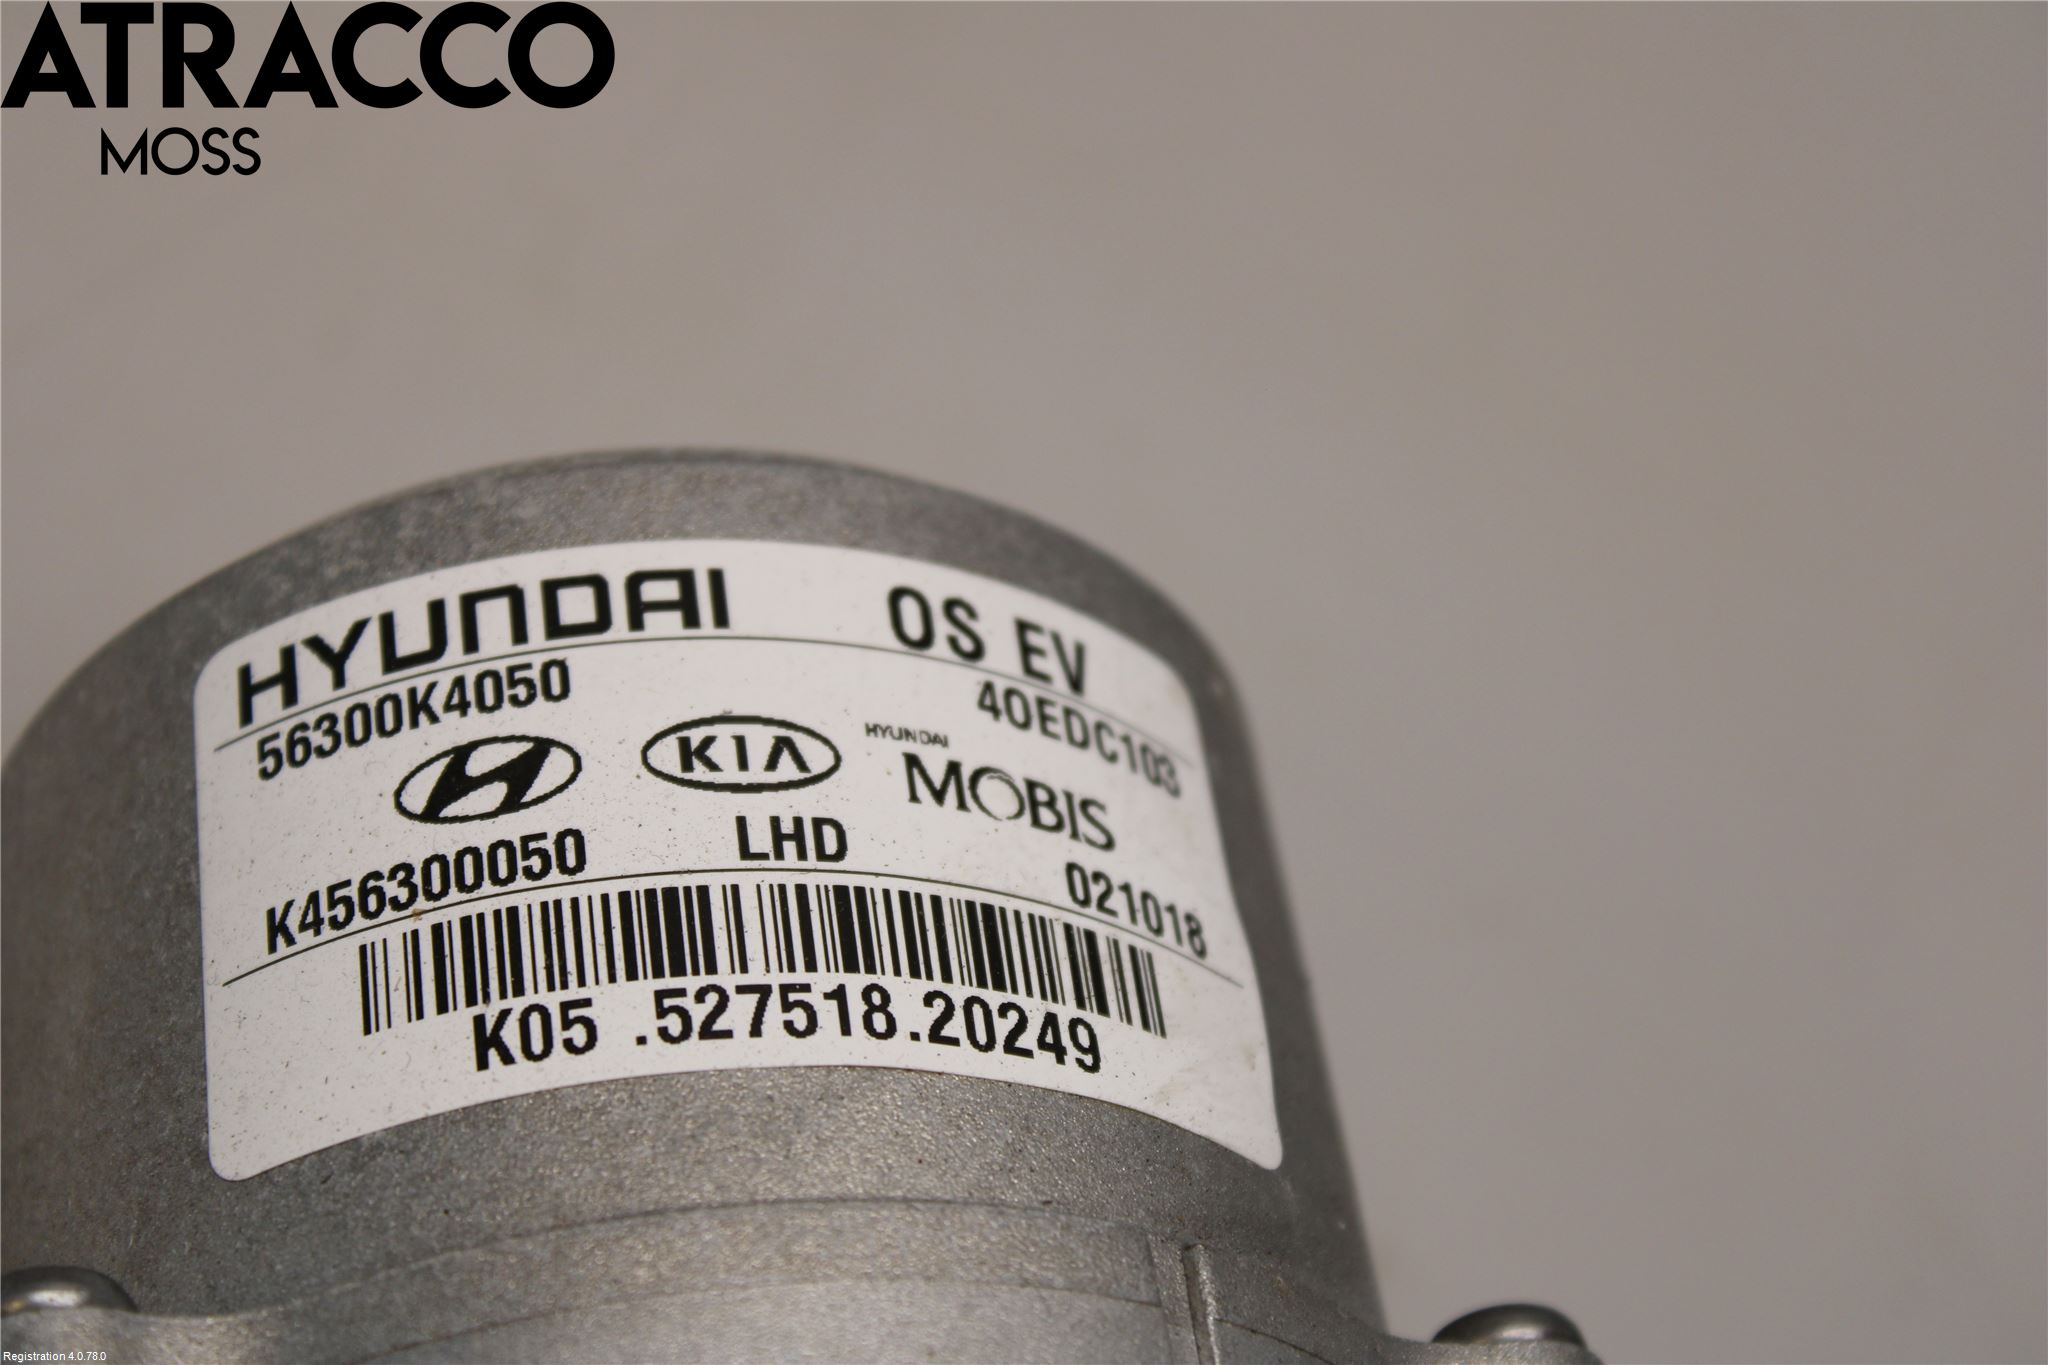 ATRACCO
MOSS
HYUNDAI OS EV
56300K4050 4OEDC103
KIA HYUNDAI MOBIS
K456300050 LHD 021018
K05 .527518.20249
Registration 4.0.78.0